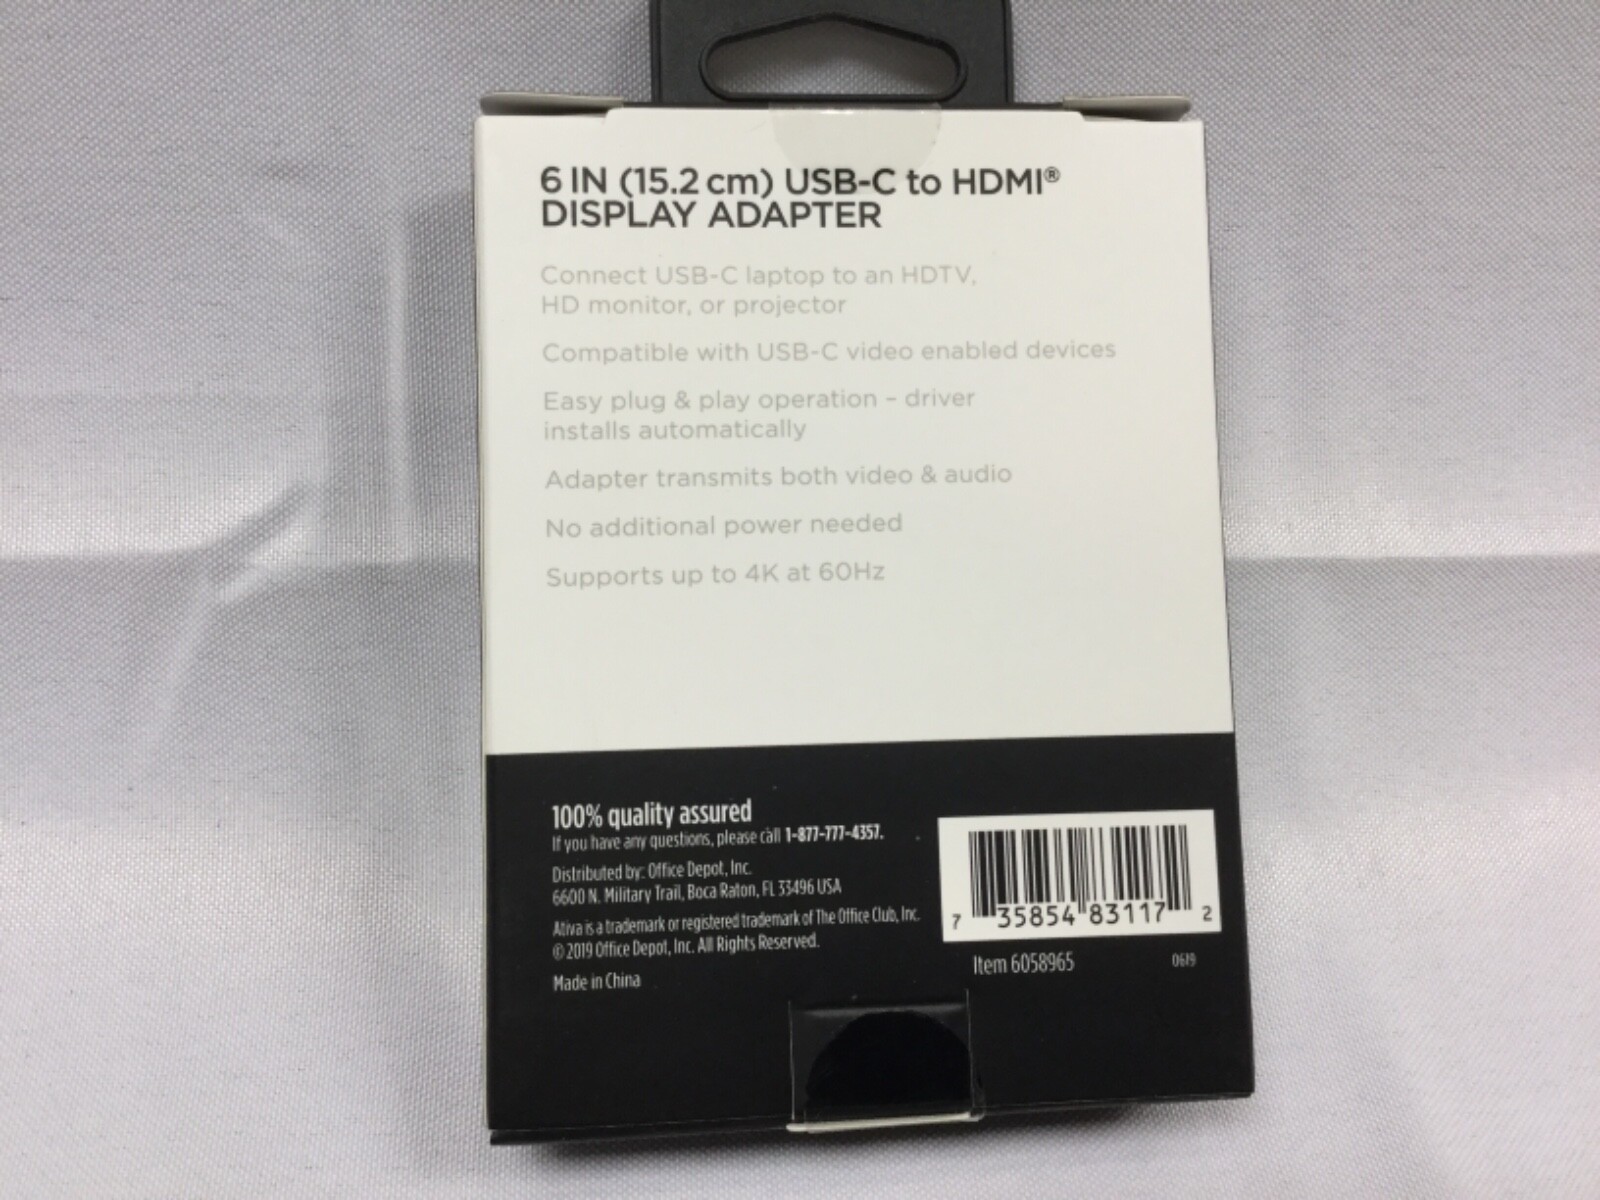 6 IN (15.2 cm) USB-C to HDMI®
DISPLAY ADAPTER
Connect USB-C laptop to an HDTV,
HD monitor, or projector
Compatible with USB-C video enabled devices
Easy plug & play operation – driver
installs automatically
Adapter transmits both video & audio
No additional power needed
Supports up to 4K at 60Hz
100% quality assured
If you have any questions, please call 1-877-777-4357.
Distributed by: Office Depot, Inc.
6600 N. Military Trail, Boca Raton, FL 33496 USA
Ativa is a trademark or registered trademark of The Office Club, Inc.
© 2019 Office Depot, Inc. All Rights Reserved.
Made in China
7 35854 83117 2
Item 6058965 0619